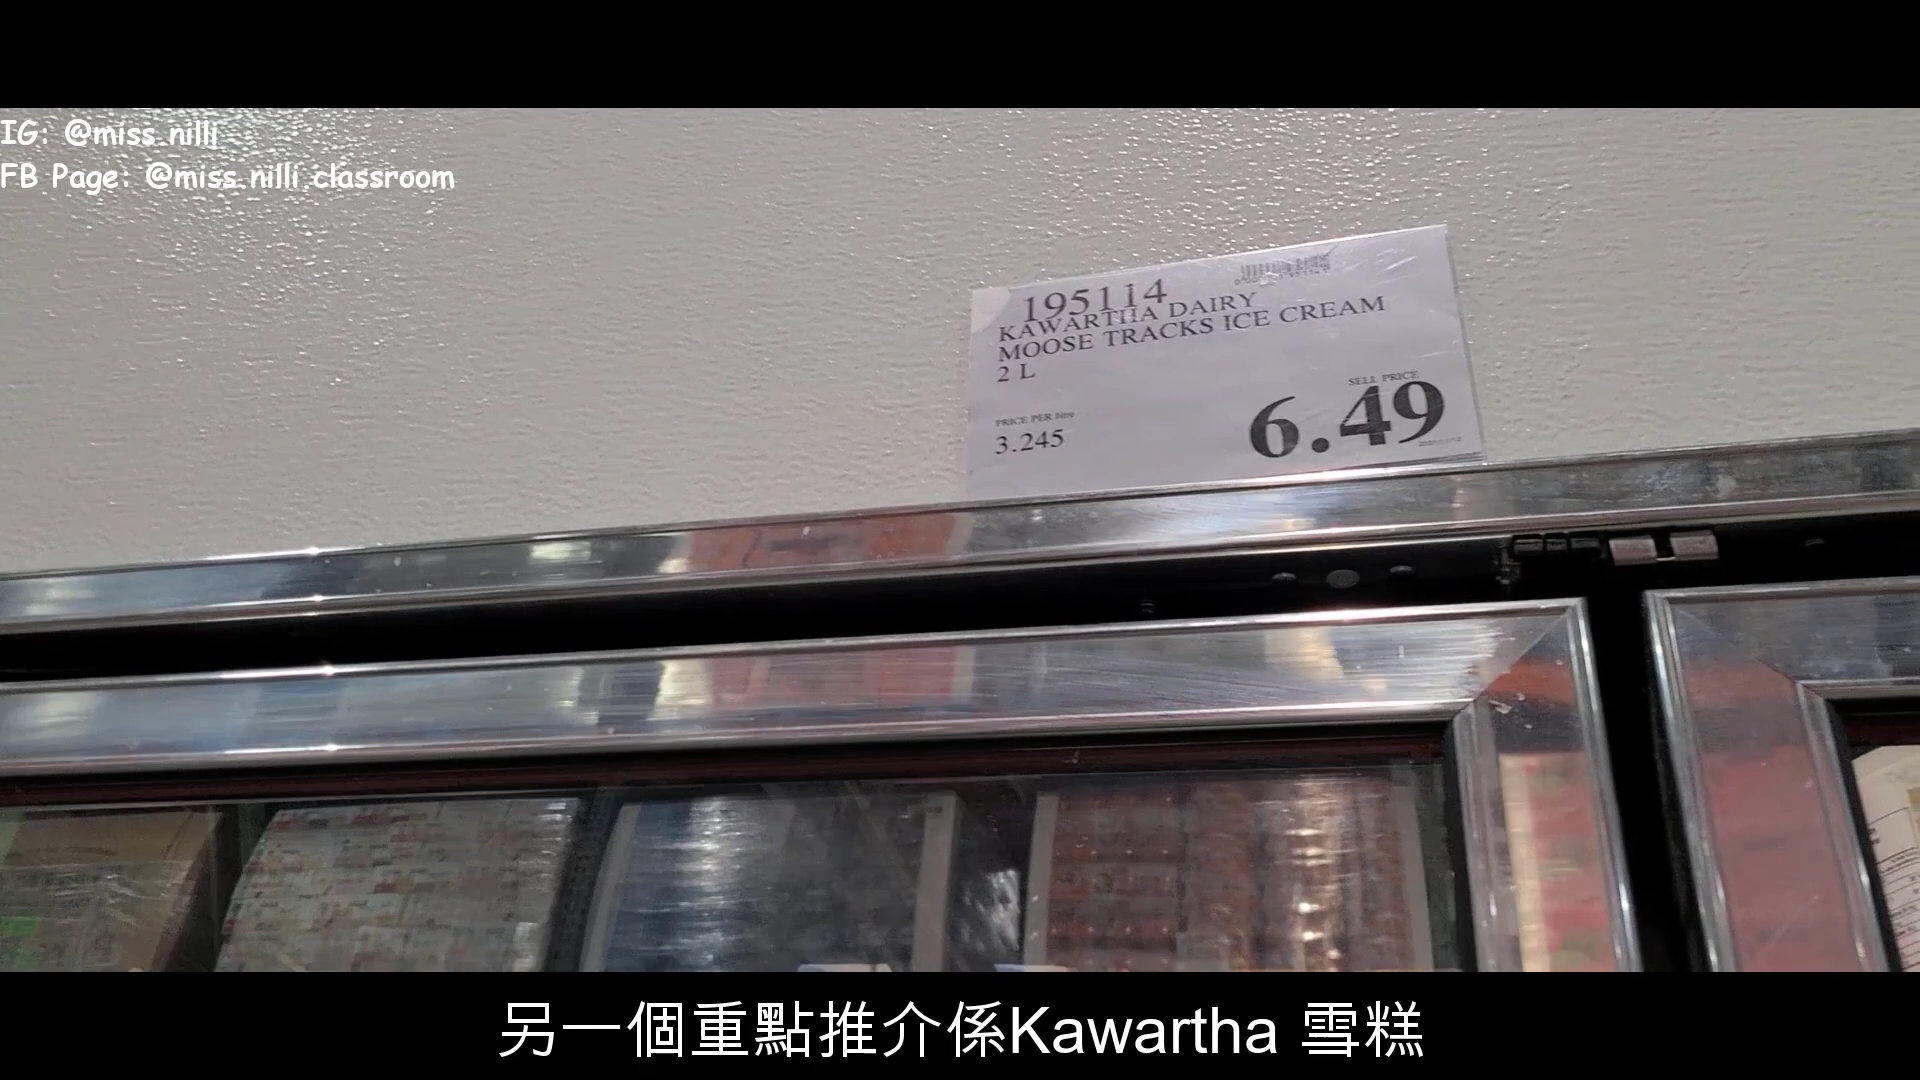 IG: @miss.nilli
FB Page: @miss.nilli.classroom
195114
KAWARTHA DAIRY
MOOSE TRACKS ICE CREAM
2 L
SELL PRICE
PRICE PER litre
3.245
6.49
另一個重點推介係Kawartha 雪糕